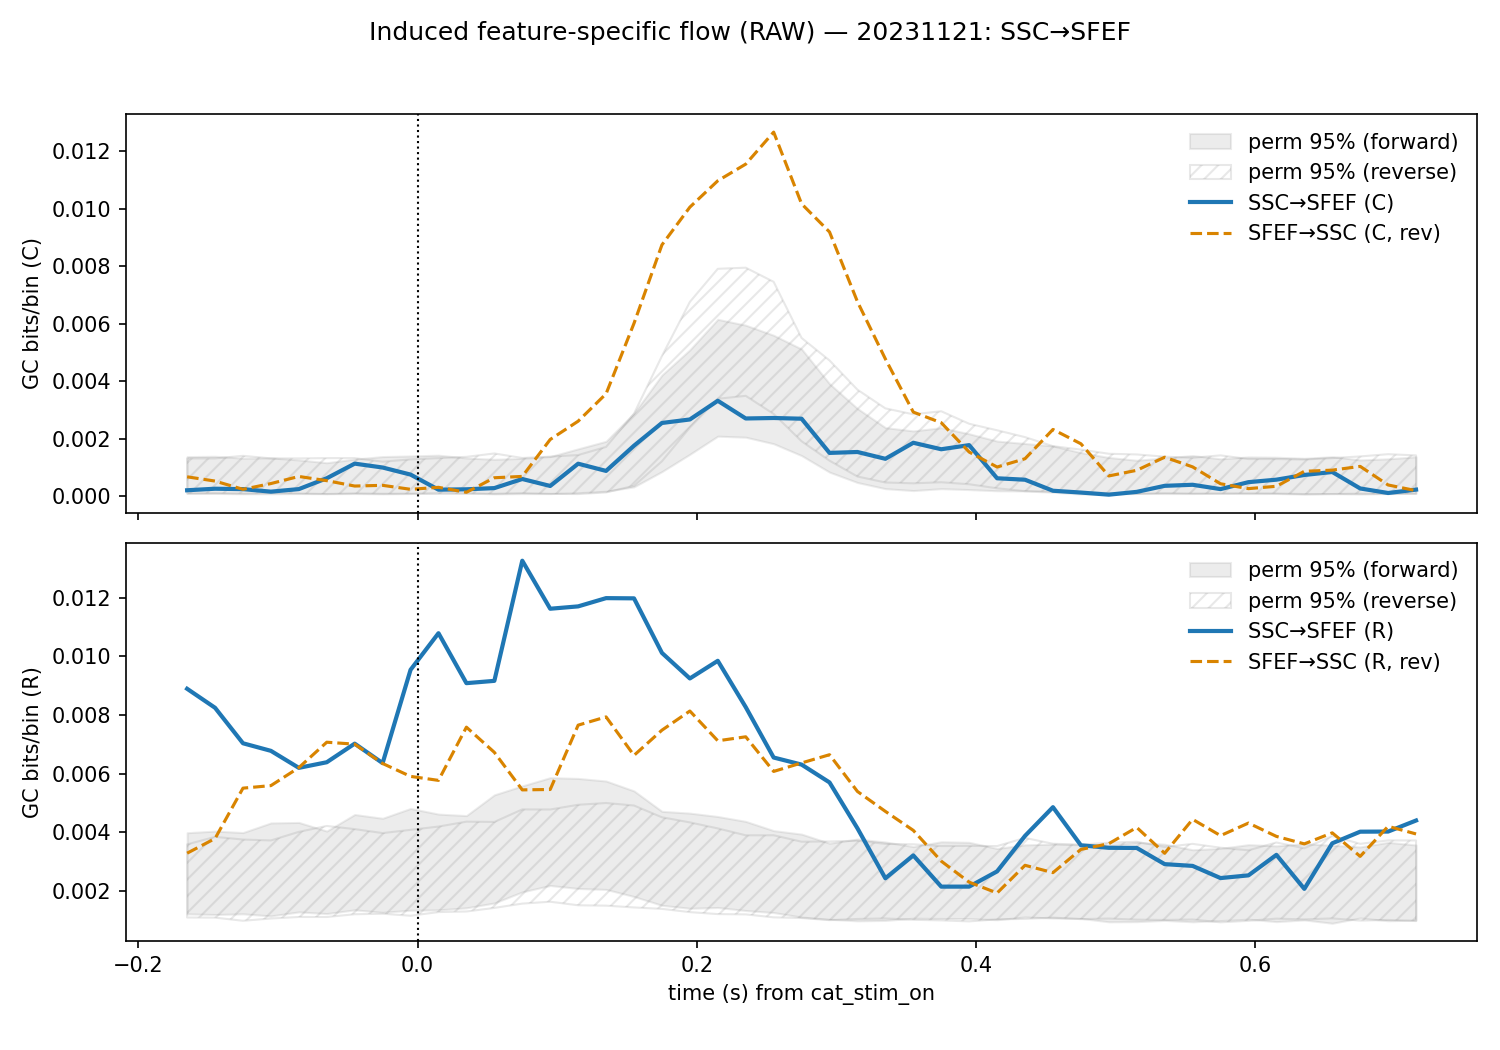 Induced feature-specific flow (RAW) — 20231121: SSC→SFEF
GC bits/bin (C)
0.012
0.010
0.008
0.006
0.004
0.002
0.000
perm 95% (forward)
perm 95% (reverse)
SSC→SFEF (C)
SFEF→SSC (C, rev)
GC bits/bin (R)
0.012
0.010
0.008
0.006
0.004
0.002
perm 95% (forward)
perm 95% (reverse)
SSC→SFEF (R)
SFEF→SSC (R, rev)
−0.2 0.0 0.2 0.4 0.6
time (s) from cat_stim_on